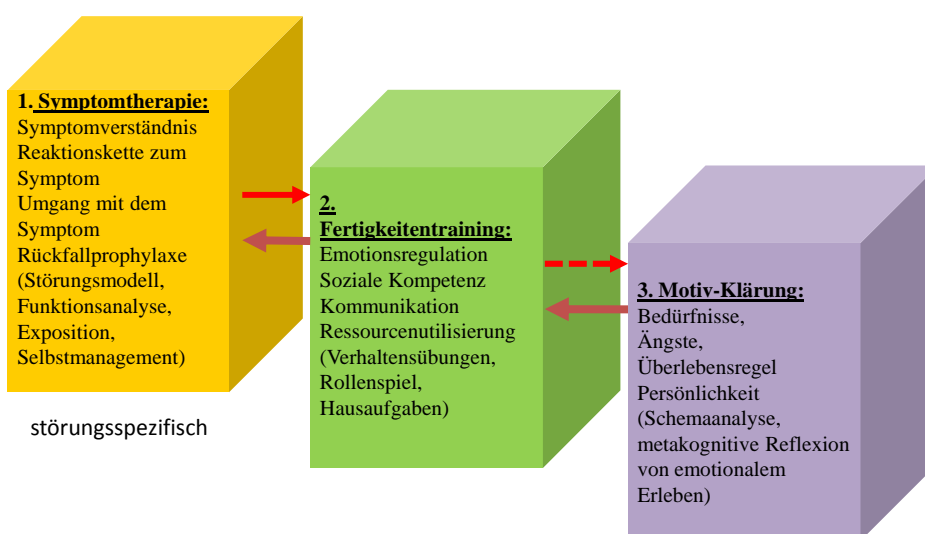 1. Symptomtherapie:
Symptomverständnis
Reaktionskette zum
Symptom
Umgang mit dem
Symptom
Rückfallprophylaxe
(Störungsmodell,
Funktionsanalyse,
Exposition,
Selbstmanagement)
störungsspezifisch
2.
Fertigkeitentraining:
Emotionsregulation
Soziale Kompetenz
Kommunikation
Ressourcenutilisierung
(Verhaltensübungen,
Rollenspiel,
Hausaufgaben)
3. Motiv-Klärung:
Bedürfnisse,
Ängste,
Überlebensregel
Persönlichkeit
(Schemaanalyse,
metakognitive Reflexion
von emotionalem
Erleben)